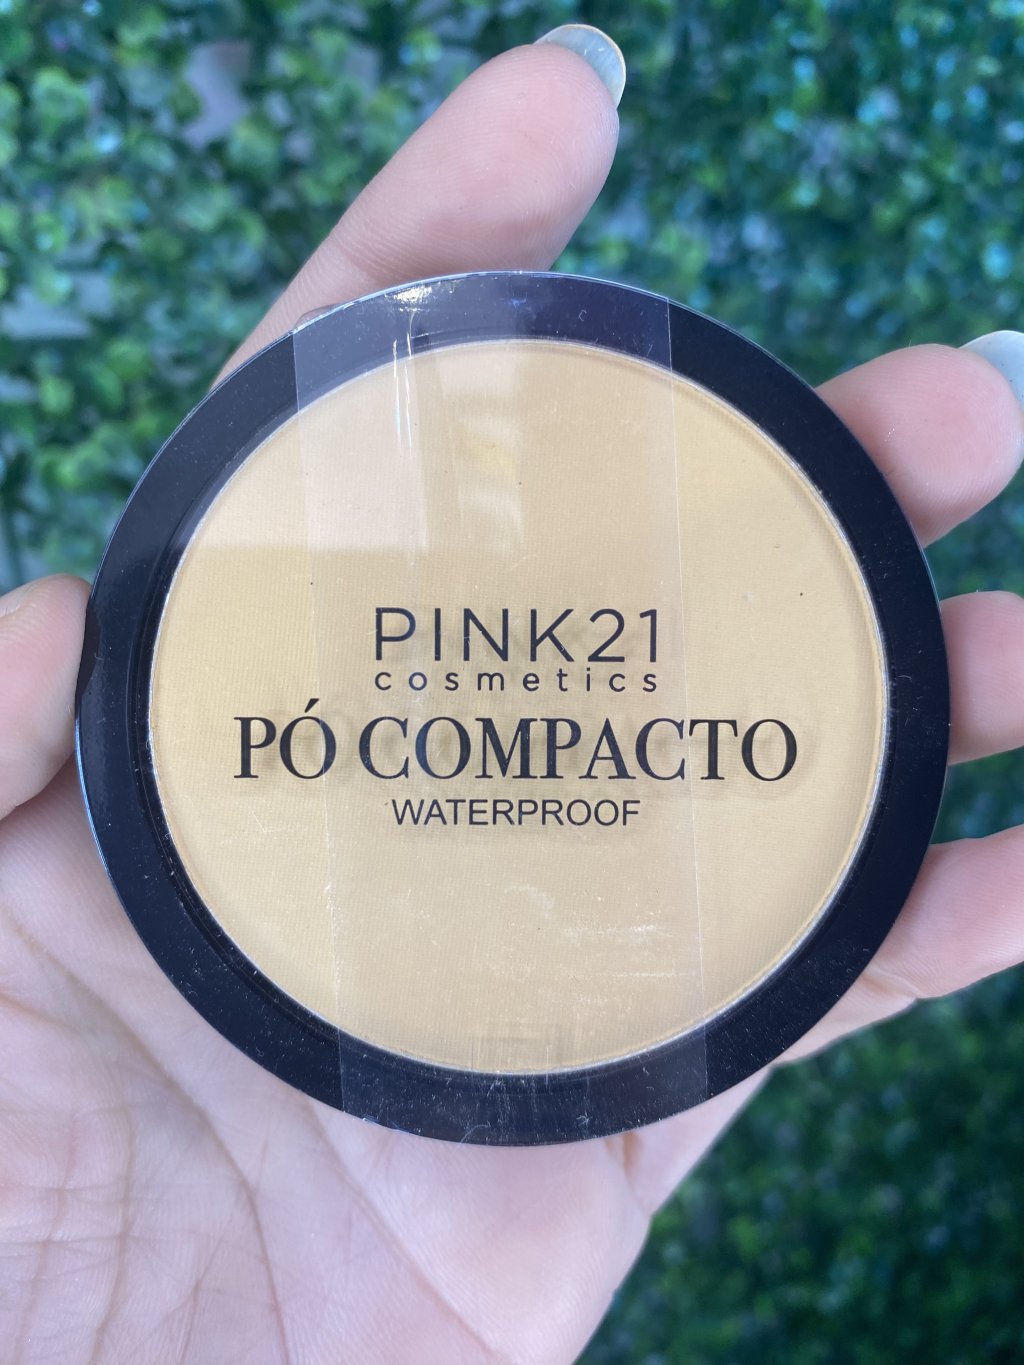 PINK21
cosmetics
PÓ COMPACTO
WATERPROOF